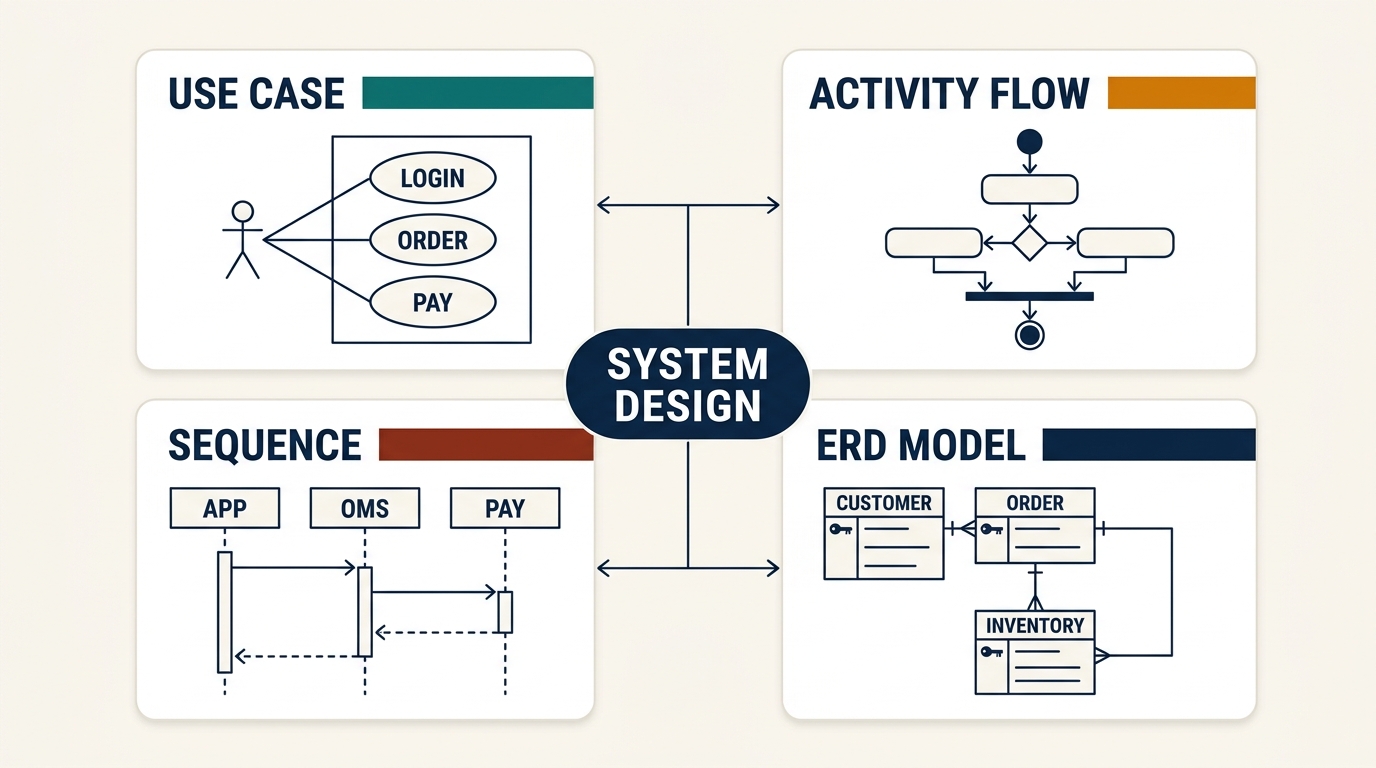 USE CASE
LOGIN
ORDER
PAY
ACTIVITY FLOW
SYSTEM
DESIGN
SEQUENCE
APP
OMS
PAY
ERD MODEL
CUSTOMER
ORDER
INVENTORY